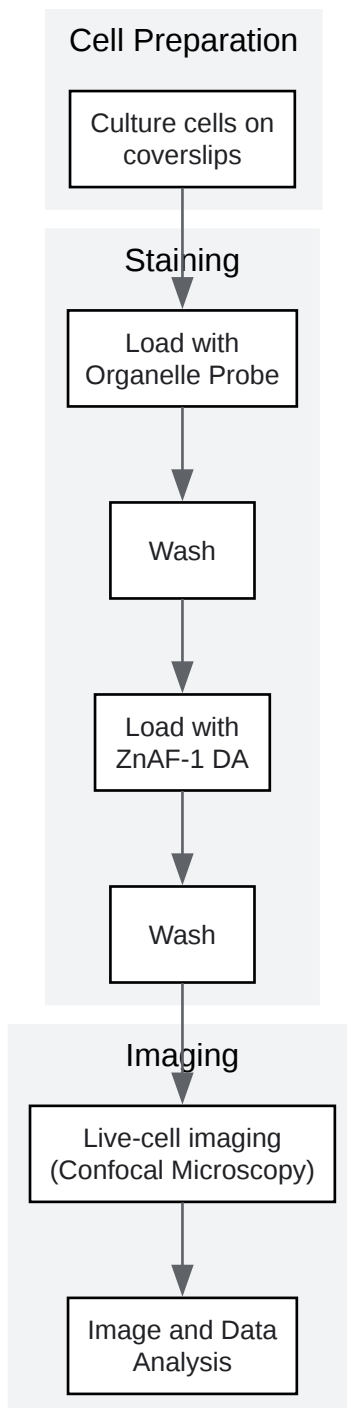 Cell Preparation
Culture cells on
coverslips
Staining
Load with
Organelle Probe
Wash
Load with
ZnAF-1 DA
Wash
Imaging
Live-cell imaging
(Confocal Microscopy)
Image and Data
Analysis